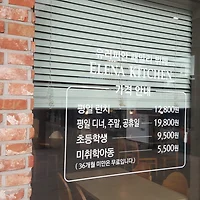 ELENA KITCHEN
가격 안내
평일 런치 12,800원
평일 디너, 주말, 공휴일 19,800원
초등학생 9,500원
미취학아동 5,500원
( 36개월 미만은 무료입니다 )